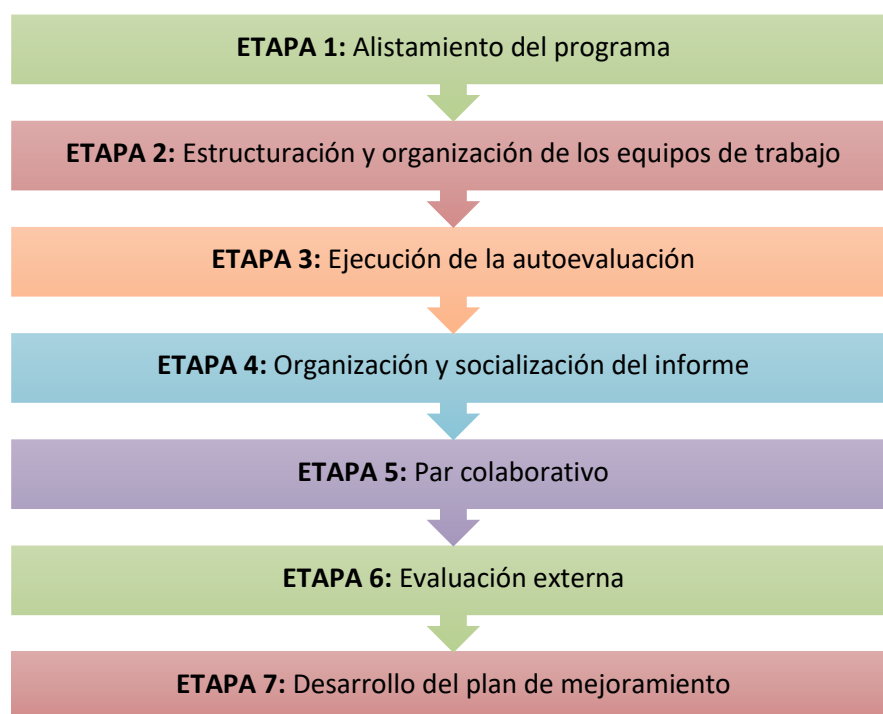 ETAPA 1: Alistamiento del programa
ETAPA 2: Estructuración y organización de los equipos de trabajo
ETAPA 3: Ejecución de la autoevaluación
ETAPA 4: Organización y socialización del informe
ETAPA 5: Par colaborativo
ETAPA 6: Evaluación externa
ETAPA 7: Desarrollo del plan de mejoramiento